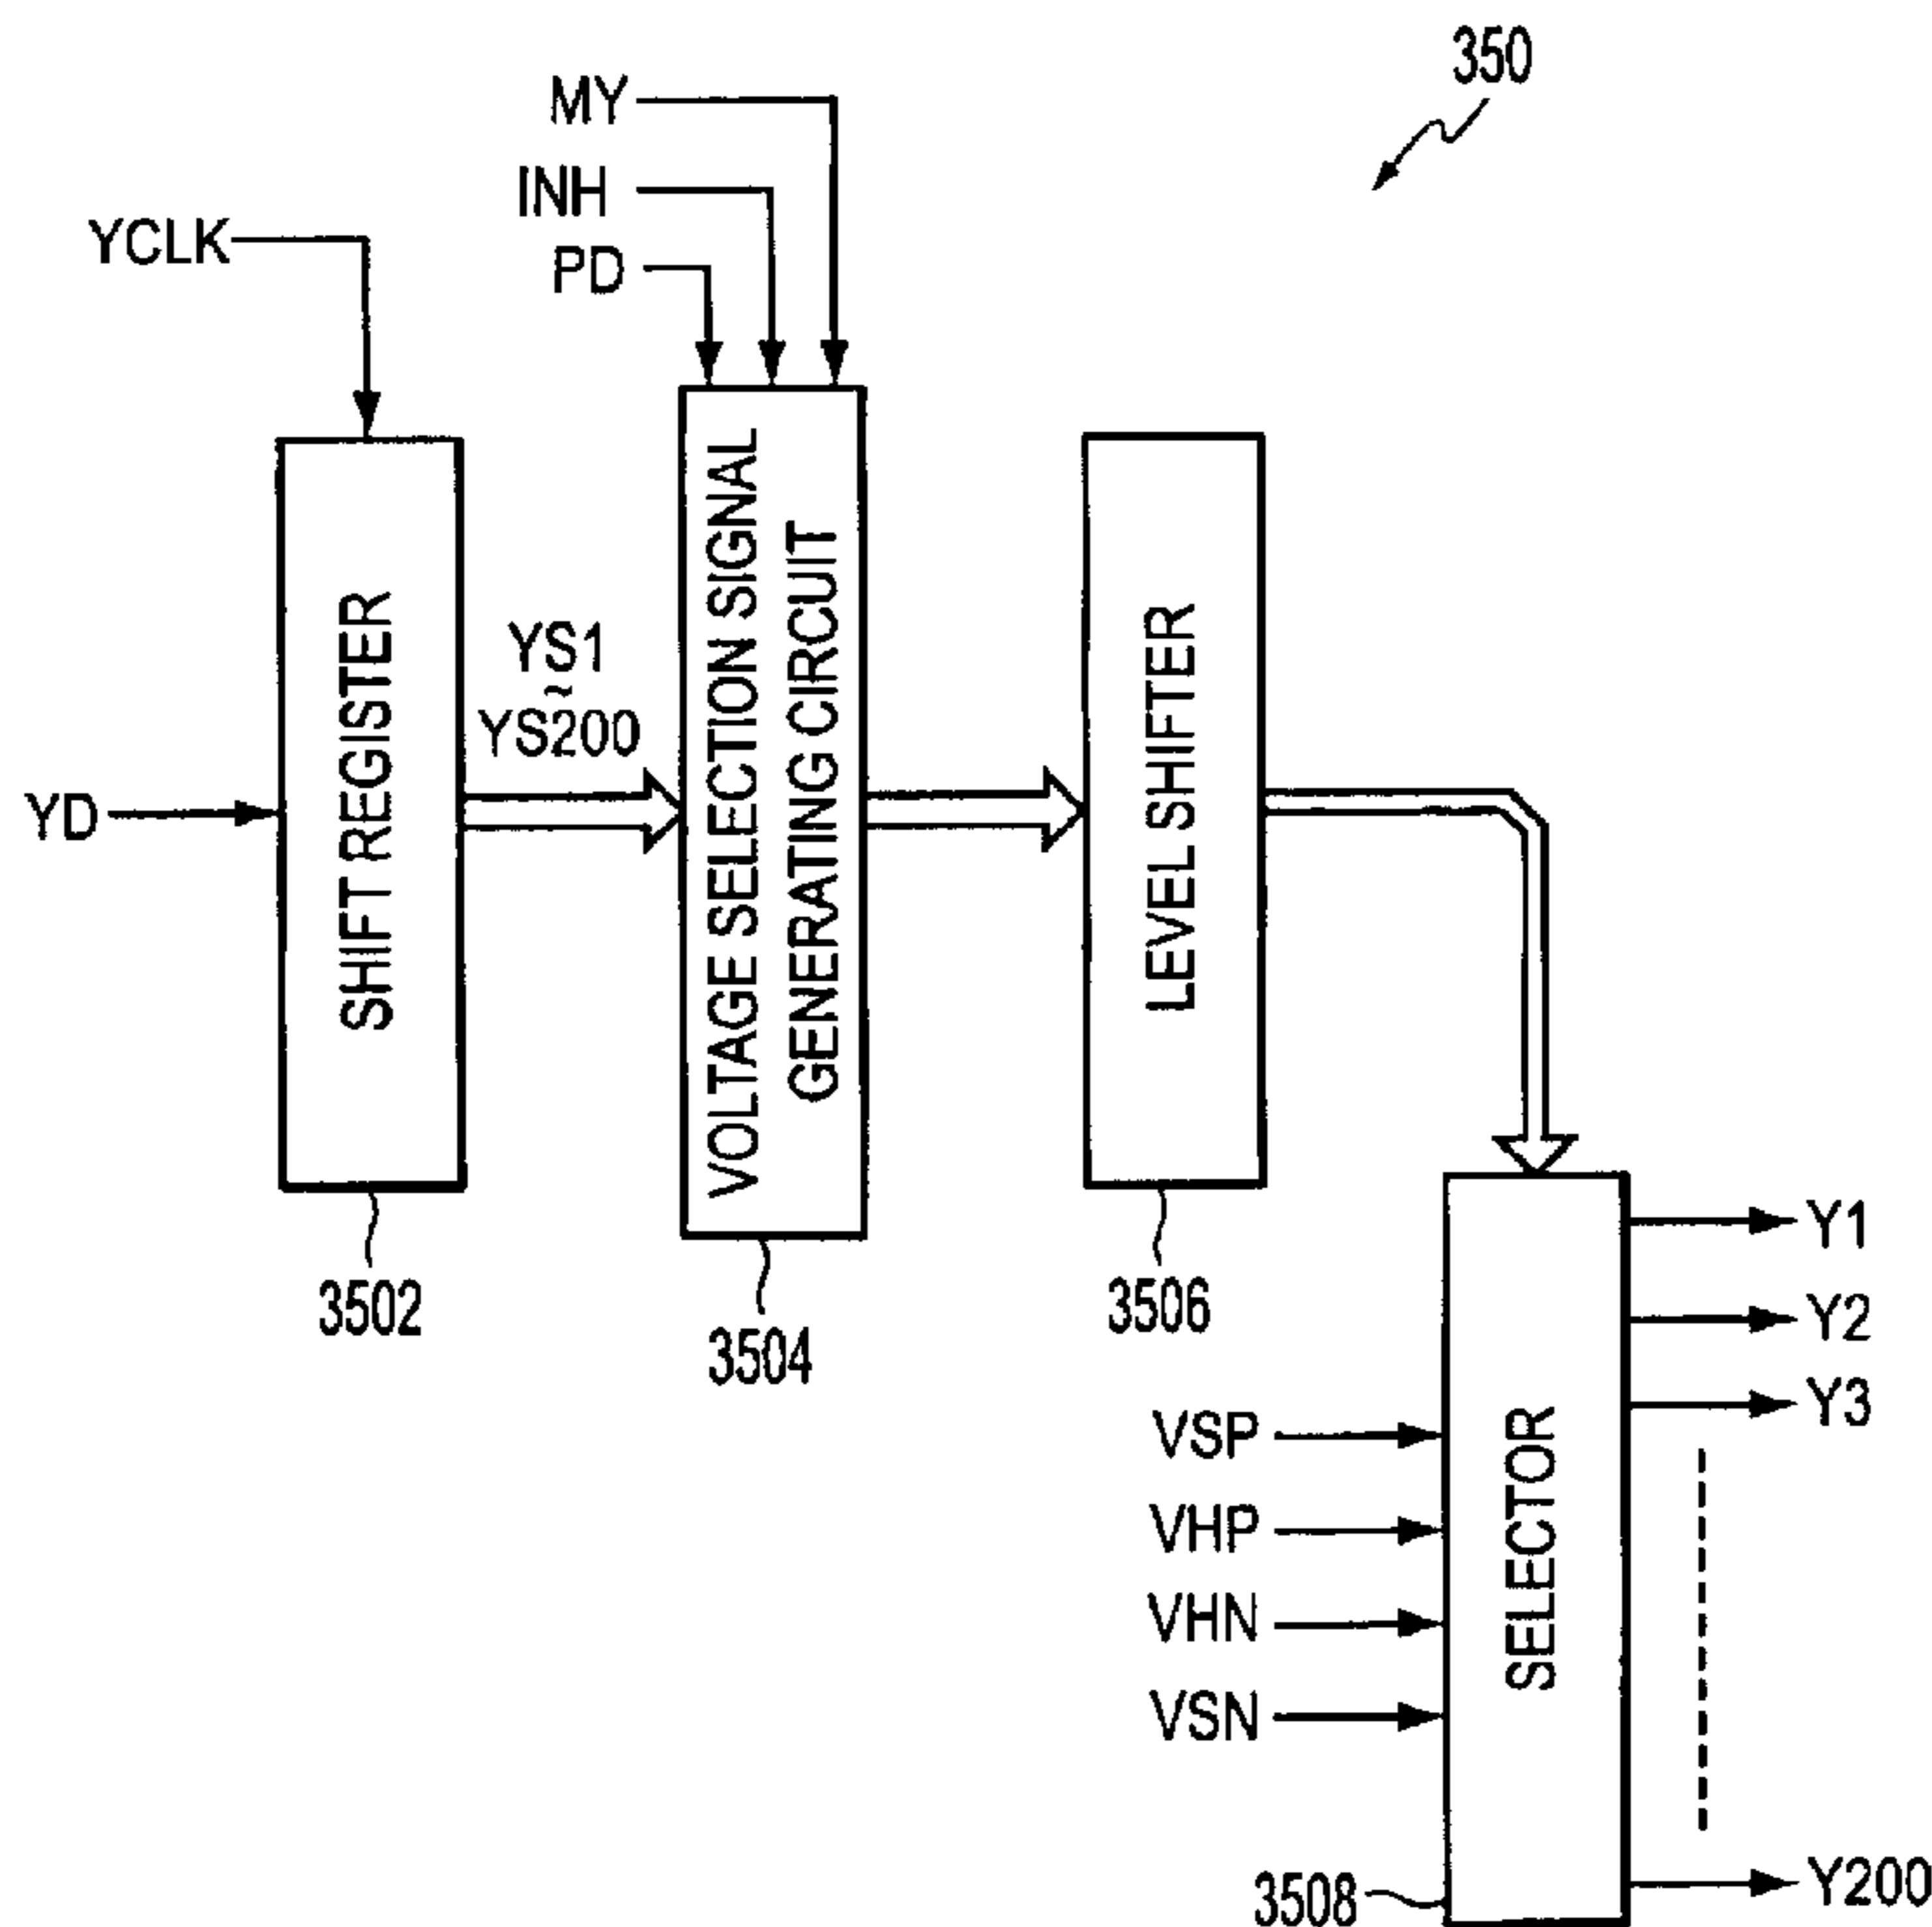 350
MY
INH
YCLK
PD
SHIFT REGISTER
YS1
~
YS200
VOLTAGE SELECTION SIGNAL
GENERATING CIRCUIT
LEVEL SHIFTER
YD
3502
3504
3506
Y1
Y2
Y3
VSP
VHP
VHN
VSN
SELECTOR
3508
Y200